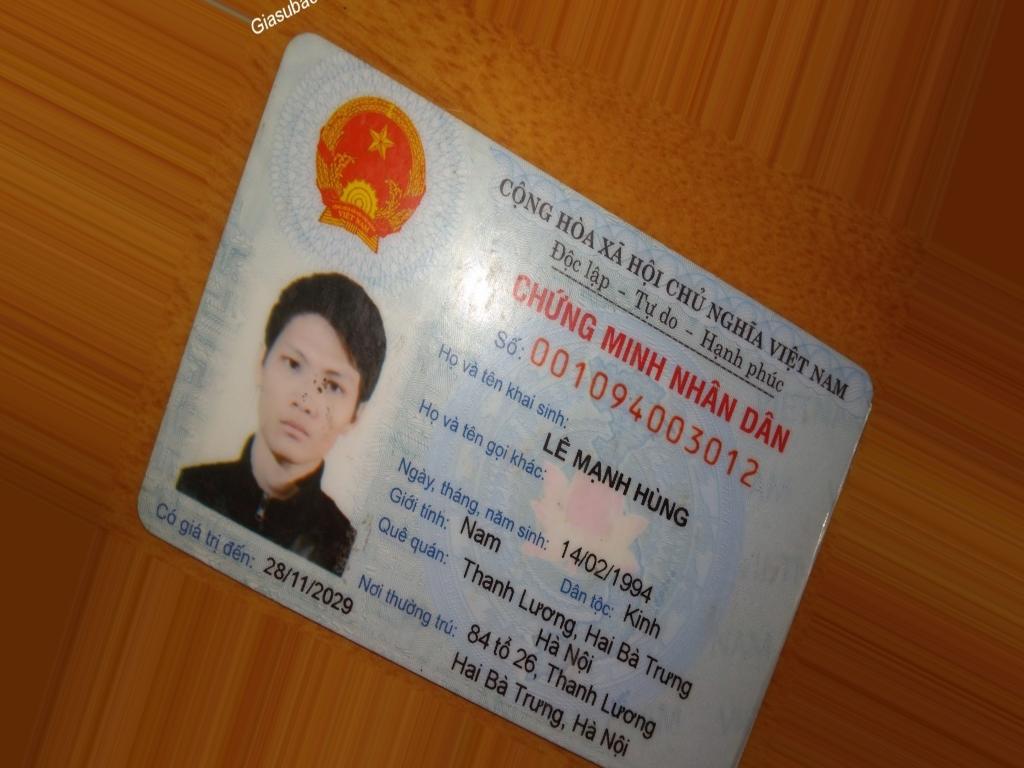 CỘNG HÒA XÃ HỘI CHỦ NGHĨA VIỆT NAM
Độc lập - Tự do - Hạnh phúc
CHỨNG MINH NHÂN DÂN
Số: 001094003012
Họ và tên khai sinh:
LÊ MẠNH HÙNG
Họ và tên gọi khác:
Ngày, tháng, năm sinh: 14/02/1994
Giới tính: Nam Dân tộc: Kinh
Quê quán: Thanh Lương, Hai Bà Trưng
Hà Nội
Nơi thường trú: 84 tổ 26, Thanh Lương
Hai Bà Trưng, Hà Nội
Có giá trị đến: 28/11/2029